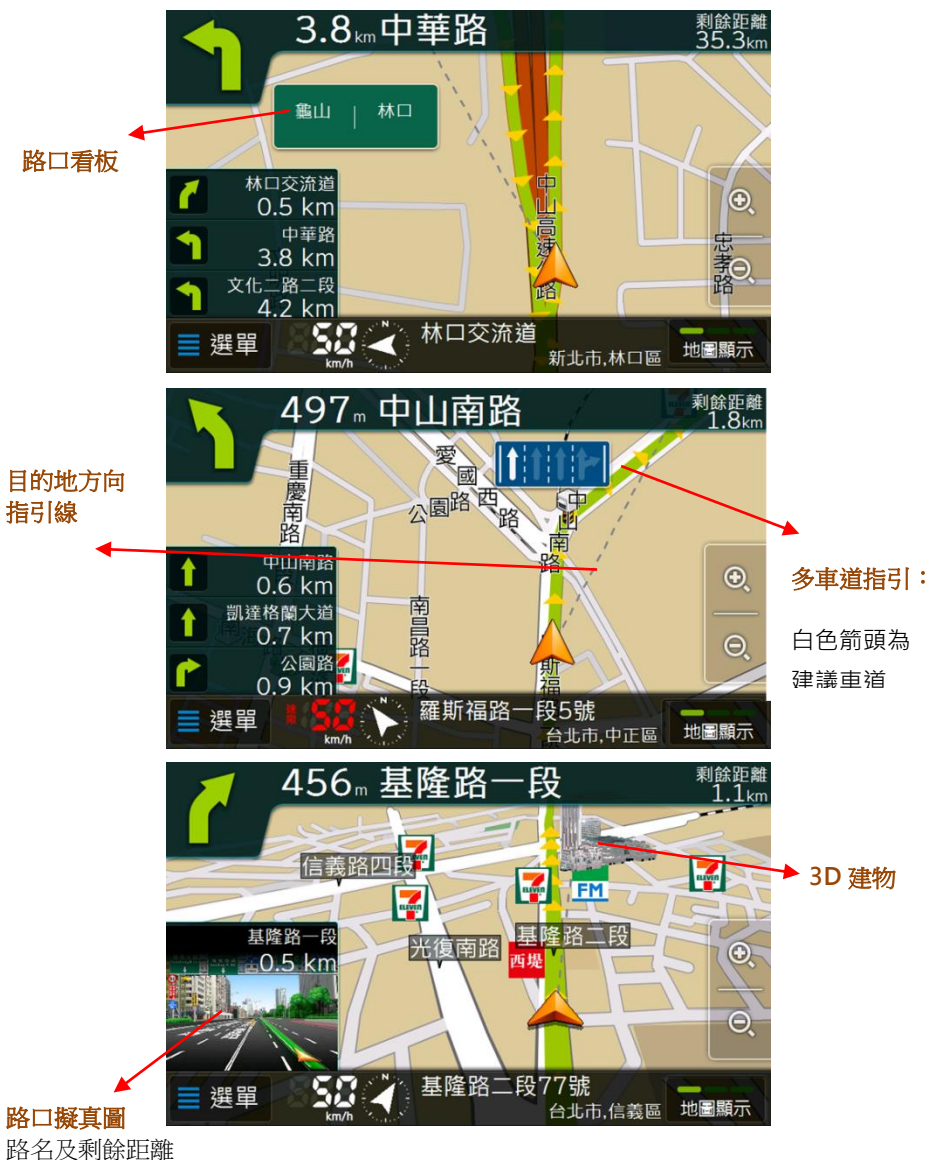 3.8km 中華路
剩餘距離
35.3km
龜山 | 林口
路口看板
林口交流道
0.5 km
中華路
3.8 km
文化二路二段
4.2 km
中山高速公路
忠孝路
選單
50
km/h
N
林口交流道
新北市,林口區
地圖顯示
497m 中山南路
剩餘距離
1.8km
目的地方向
指引線
重慶南路
愛國西路
公園路
中山南路
南昌路一段
中山南路
0.6 km
凱達格蘭大道
0.7 km
公園路
0.9 km
多車道指引：
白色箭頭為
建議車道
選單
50
km/h
N
羅斯福路一段5號
台北市,中正區
地圖顯示
斯福
456m 基隆路一段
剩餘距離
1.1km
信義路四段
ELEVEN
ELEVEN
ELEVEN
ELEVEN
FM
3D 建物
光復南路
基隆路二段
西堤
基隆路一段
0.5 km
選單
50
km/h
N
基隆路二段77號
台北市,信義區
地圖顯示
路口擬真圖
路名及剩餘距離